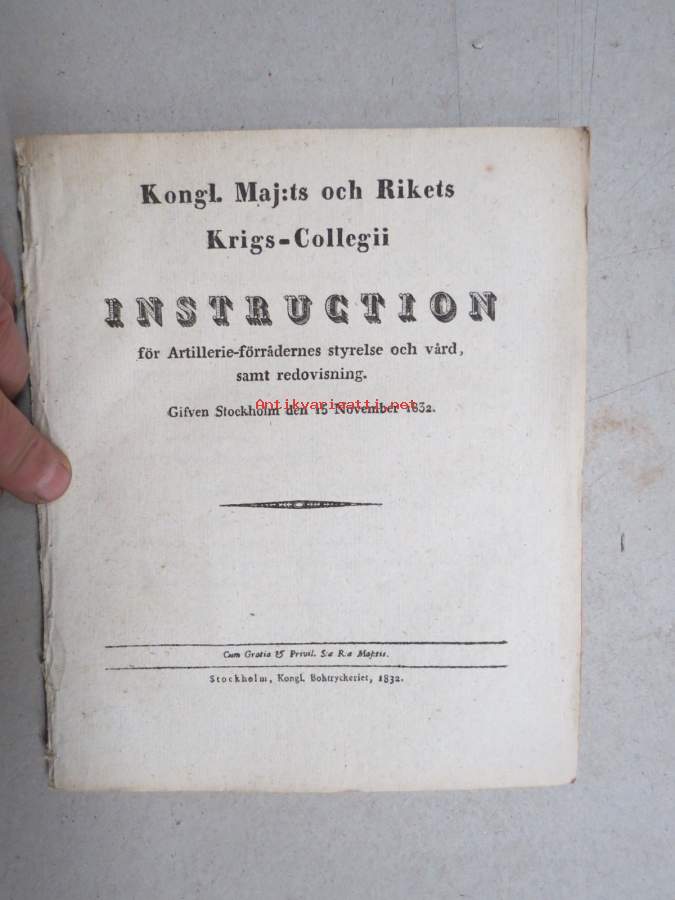 Kongl. Maj:ts och Rikets
Krigs-Collegii
INSTRUCTION
för Artillerie-förrådernes styrelse och vård,
samt redovisning.
Antikvariaatti.net
Gifven Stockholm den 15 November 1832.
Cum Gratia & Privil. S:æ R:æ Maj:tis.
Stockholm, Kongl. Boktryckeriet, 1832.